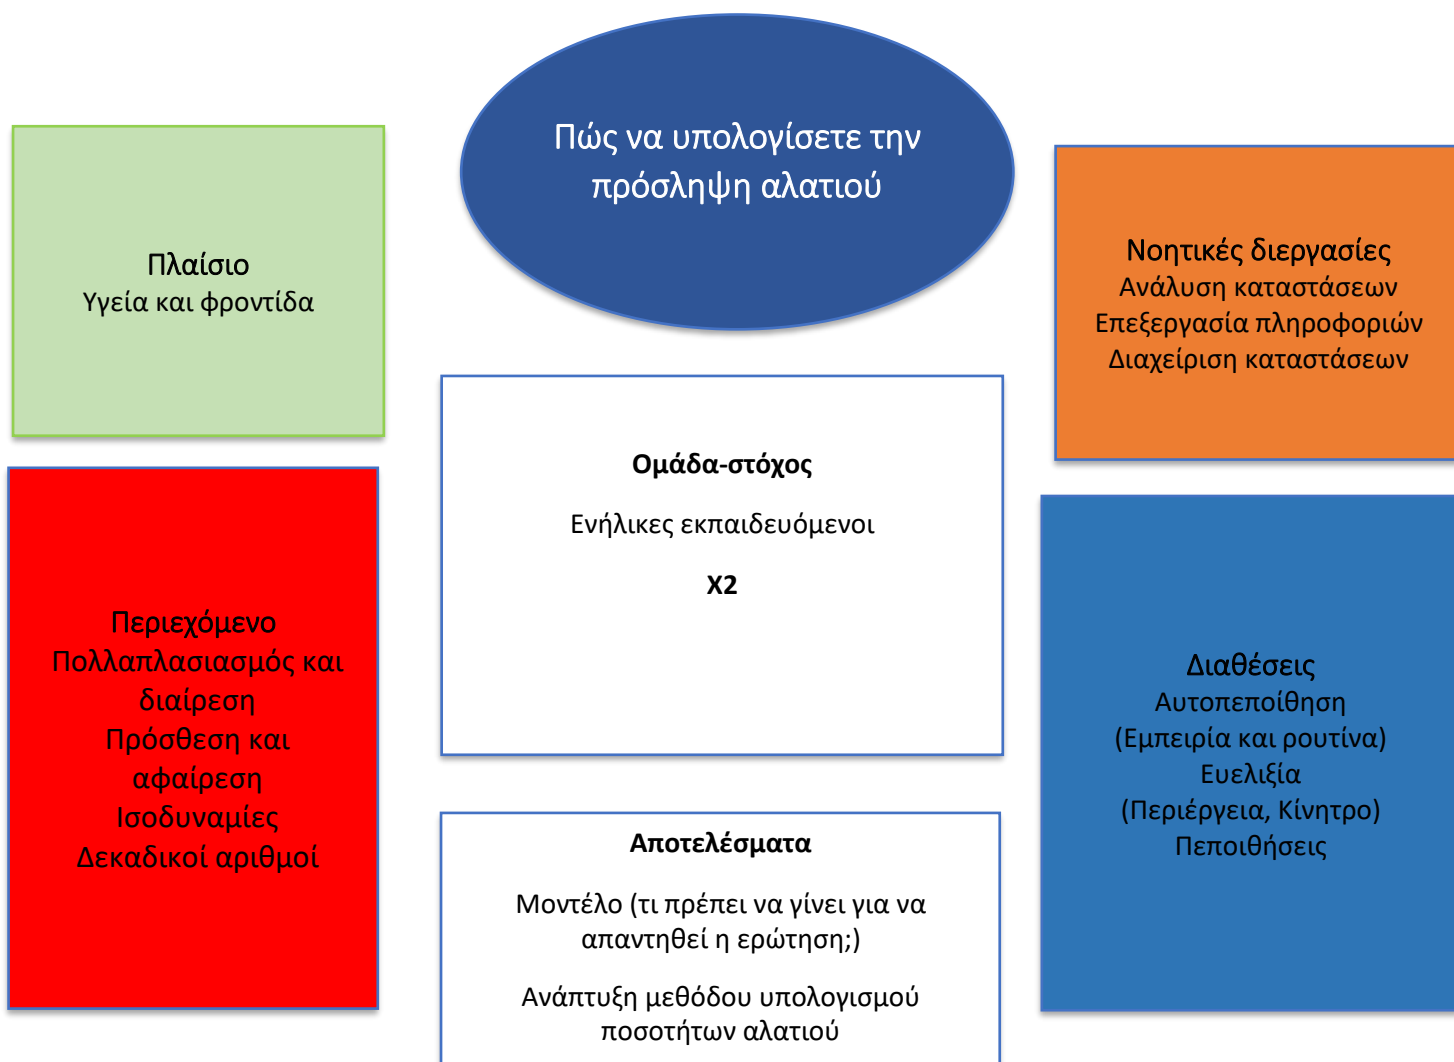 Πώς να υπολογίσετε την
πρόσληψη αλατιού
Πλαίσιο
Υγεία και φροντίδα
Νοητικές διεργασίες
Ανάλυση καταστάσεων
Επεξεργασία πληροφοριών
Διαχείριση καταστάσεων
Ομάδα-στόχος
Ενήλικες εκπαιδευόμενοι
X2
Περιεχόμενο
Πολλαπλασιασμός και
διαίρεση
Πρόσθεση και
αφαίρεση
Ισοδυναμίες
Δεκαδικοί αριθμοί
Διαθέσεις
Αυτοπεποίθηση
(Εμπειρία και ρουτίνα)
Ευελιξία
(Περιέργεια, Κίνητρο)
Πεποιθήσεις
Αποτελέσματα
Μοντέλο (τι πρέπει να γίνει για να
απαντηθεί η ερώτηση;)
Ανάπτυξη μεθόδου υπολογισμού
ποσοτήτων αλατιού